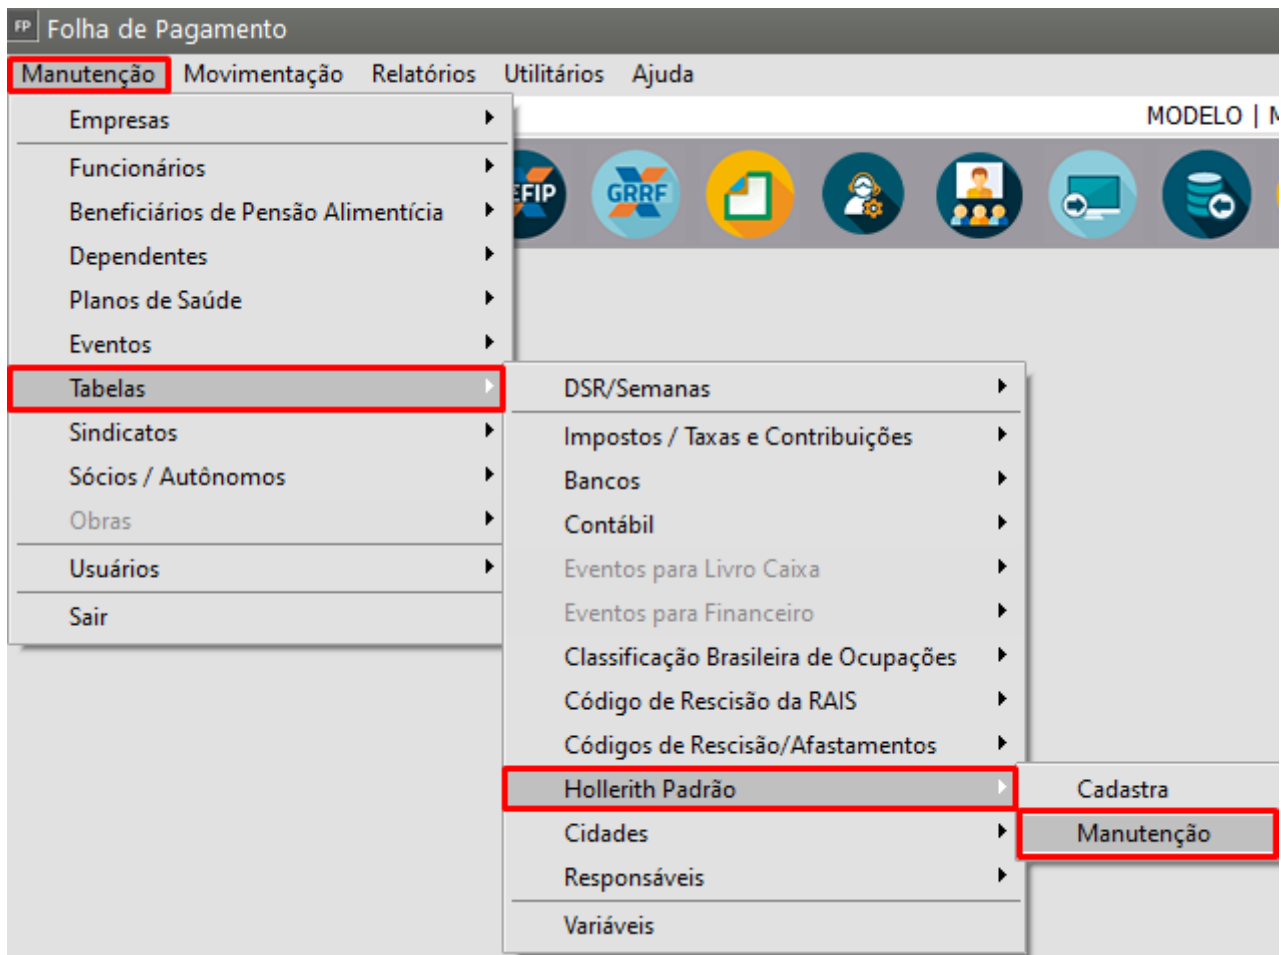 FP Folha de Pagamento
Manutenção Movimentação Relatórios Utilitários Ajuda
MODELO |
Empresas
Funcionários
Beneficiários de Pensão Alimentícia
Dependentes
Planos de Saúde
Eventos
Tabelas
Sindicatos
Sócios / Autônomos
Obras
Usuários
Sair
EFIP
GRRF
DSR/Semanas
Impostos / Taxas e Contribuições
Bancos
Contábil
Eventos para Livro Caixa
Eventos para Financeiro
Classificação Brasileira de Ocupações
Código de Rescisão da RAIS
Códigos de Rescisão/Afastamentos
Hollerith Padrão
Cidades
Responsáveis
Variáveis
Cadastra
Manutenção